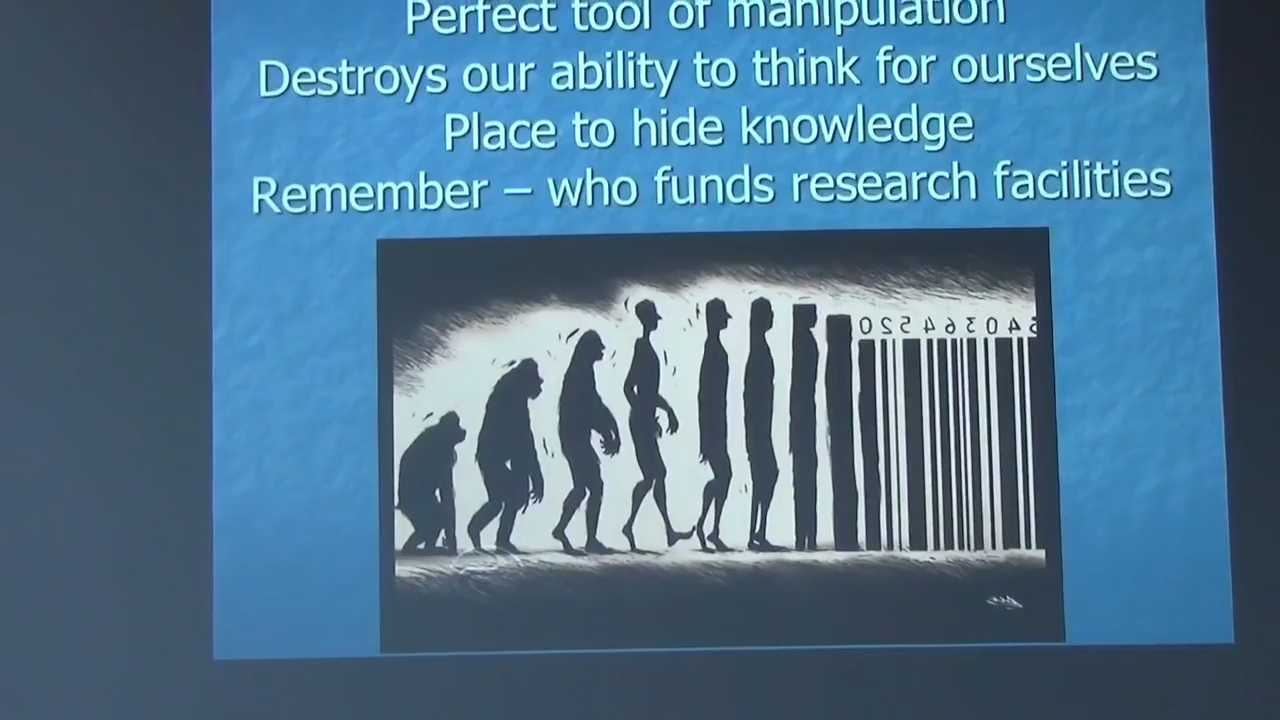 Perfect tool of manipulation
Destroys our ability to think for ourselves
Place to hide knowledge
Remember – who funds research facilities